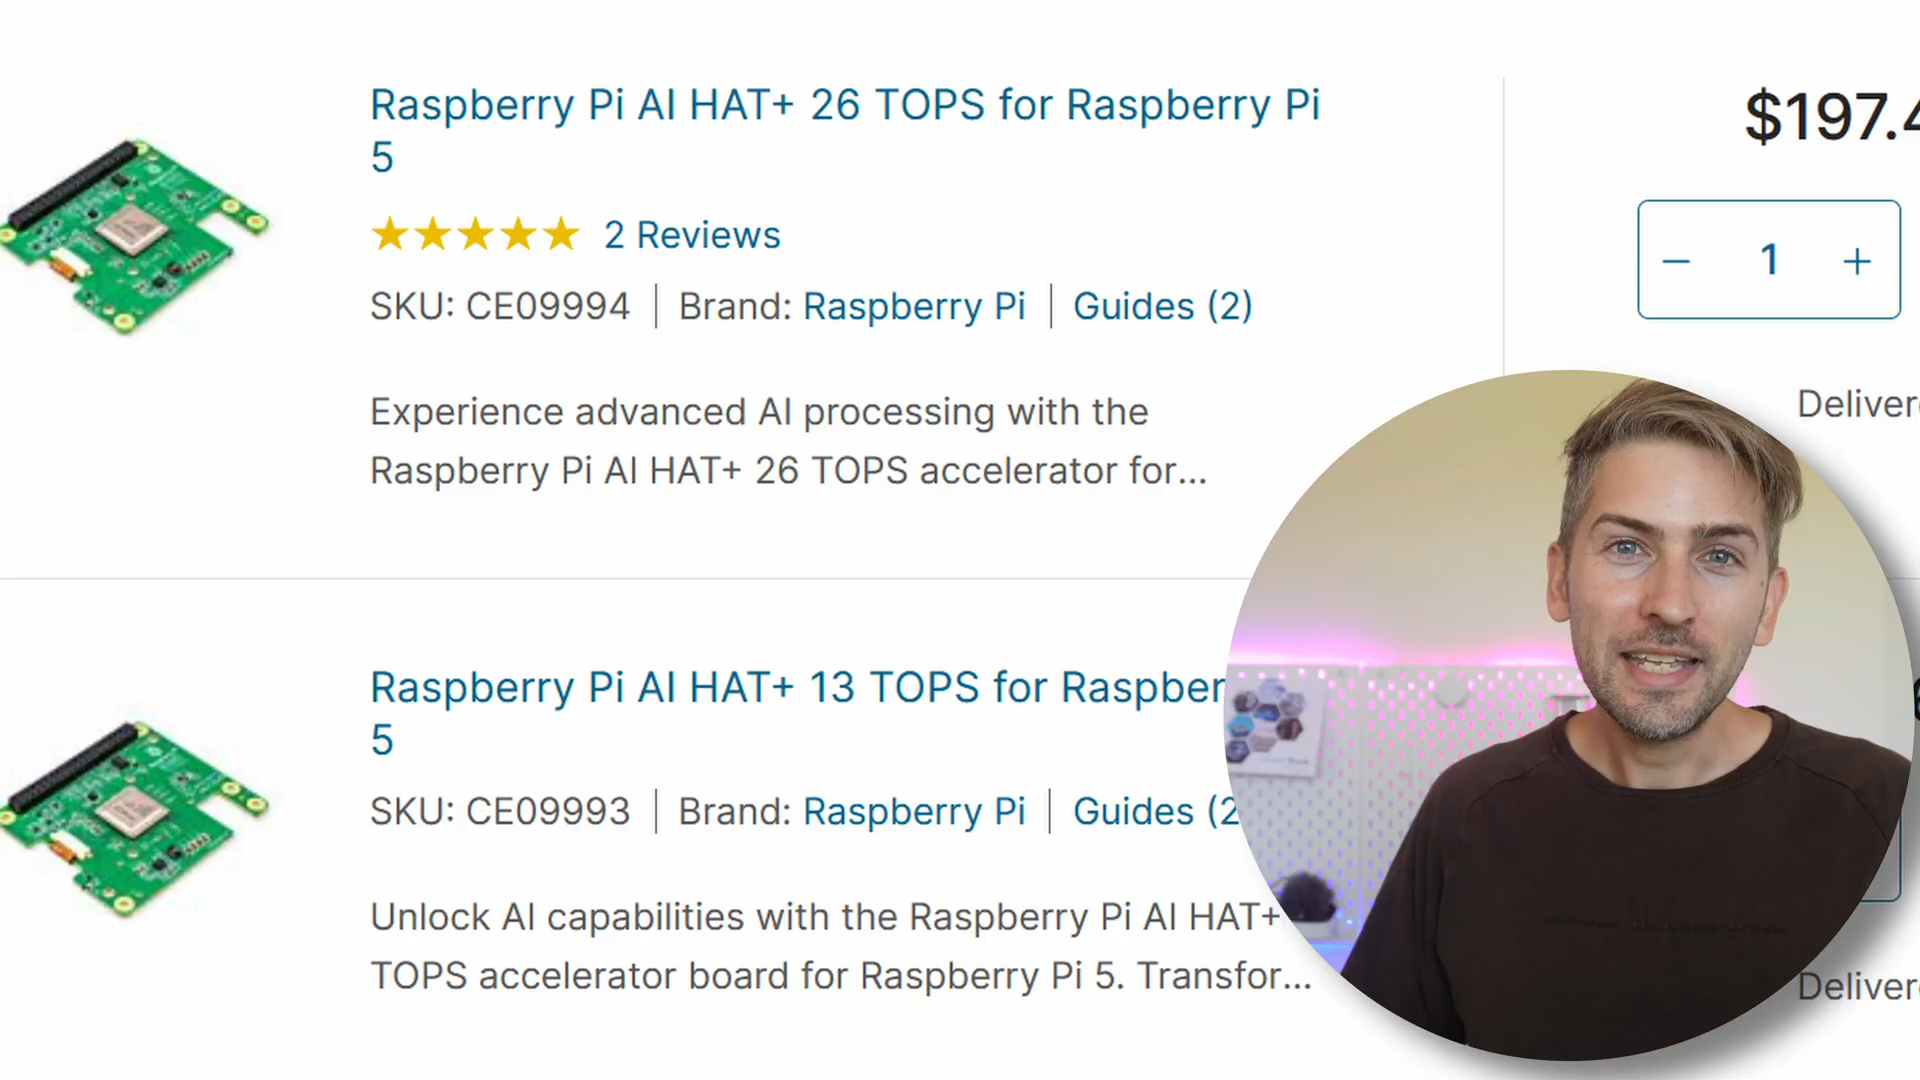 Raspberry Pi AI HAT+ 26 TOPS for Raspberry Pi
5
2 Reviews
SKU: CE09994 | Brand: Raspberry Pi | Guides (2)
Experience advanced AI processing with the
Raspberry Pi AI HAT+ 26 TOPS accelerator for...
$197.4
1
Deliver
Raspberry Pi AI HAT+ 13 TOPS for Raspber
5
SKU: CE09993 | Brand: Raspberry Pi | Guides (2
Unlock AI capabilities with the Raspberry Pi AI HAT+
TOPS accelerator board for Raspberry Pi 5. Transfor...
Deliver